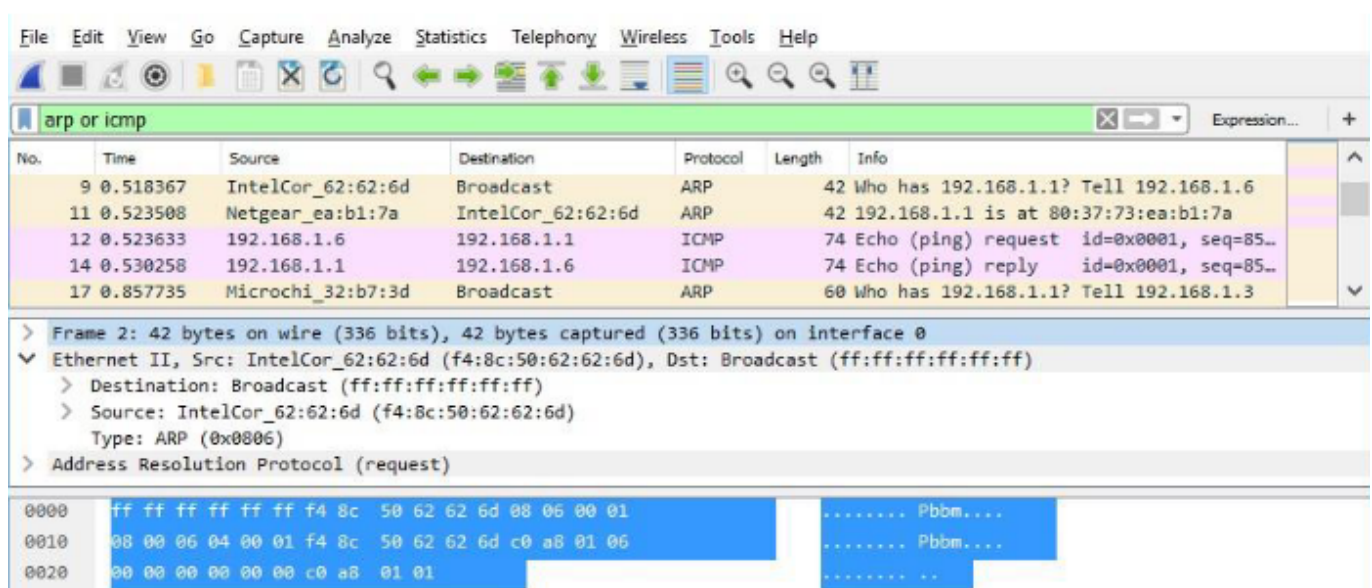 File Edit View Go Capture Analyze Statistics Telephony Wireless Tools Help
arp or icmp Expression... +
No. Time Source Destination Protocol Length Info
9 0.518367 IntelCor_62:62:6d Broadcast ARP 42 Who has 192.168.1.1? Tell 192.168.1.6
11 0.523508 Netgear_ea:b1:7a IntelCor_62:62:6d ARP 42 192.168.1.1 is at 80:37:73:ea:b1:7a
12 0.523633 192.168.1.6 192.168.1.1 ICMP 74 Echo (ping) request id=0x0001, seq=85…
14 0.530258 192.168.1.1 192.168.1.6 ICMP 74 Echo (ping) reply id=0x0001, seq=85…
17 0.857735 Microchi_32:b7:3d Broadcast ARP 60 Who has 192.168.1.1? Tell 192.168.1.3
> Frame 2: 42 bytes on wire (336 bits), 42 bytes captured (336 bits) on interface 0
Ethernet II, Src: IntelCor_62:62:6d (f4:8c:50:62:62:6d), Dst: Broadcast (ff:ff:ff:ff:ff:ff)
> Destination: Broadcast (ff:ff:ff:ff:ff:ff)
> Source: IntelCor_62:62:6d (f4:8c:50:62:62:6d)
Type: ARP (0x0806)
> Address Resolution Protocol (request)
0000 ff ff ff ff ff ff f4 8c 50 62 62 6d 08 06 00 01 ........ Pbbm....
0010 08 00 06 04 00 01 f4 8c 50 62 62 6d c0 a8 01 06 ........ Pbbm....
0020 00 00 00 00 00 00 c0 a8 01 01 ........ ..